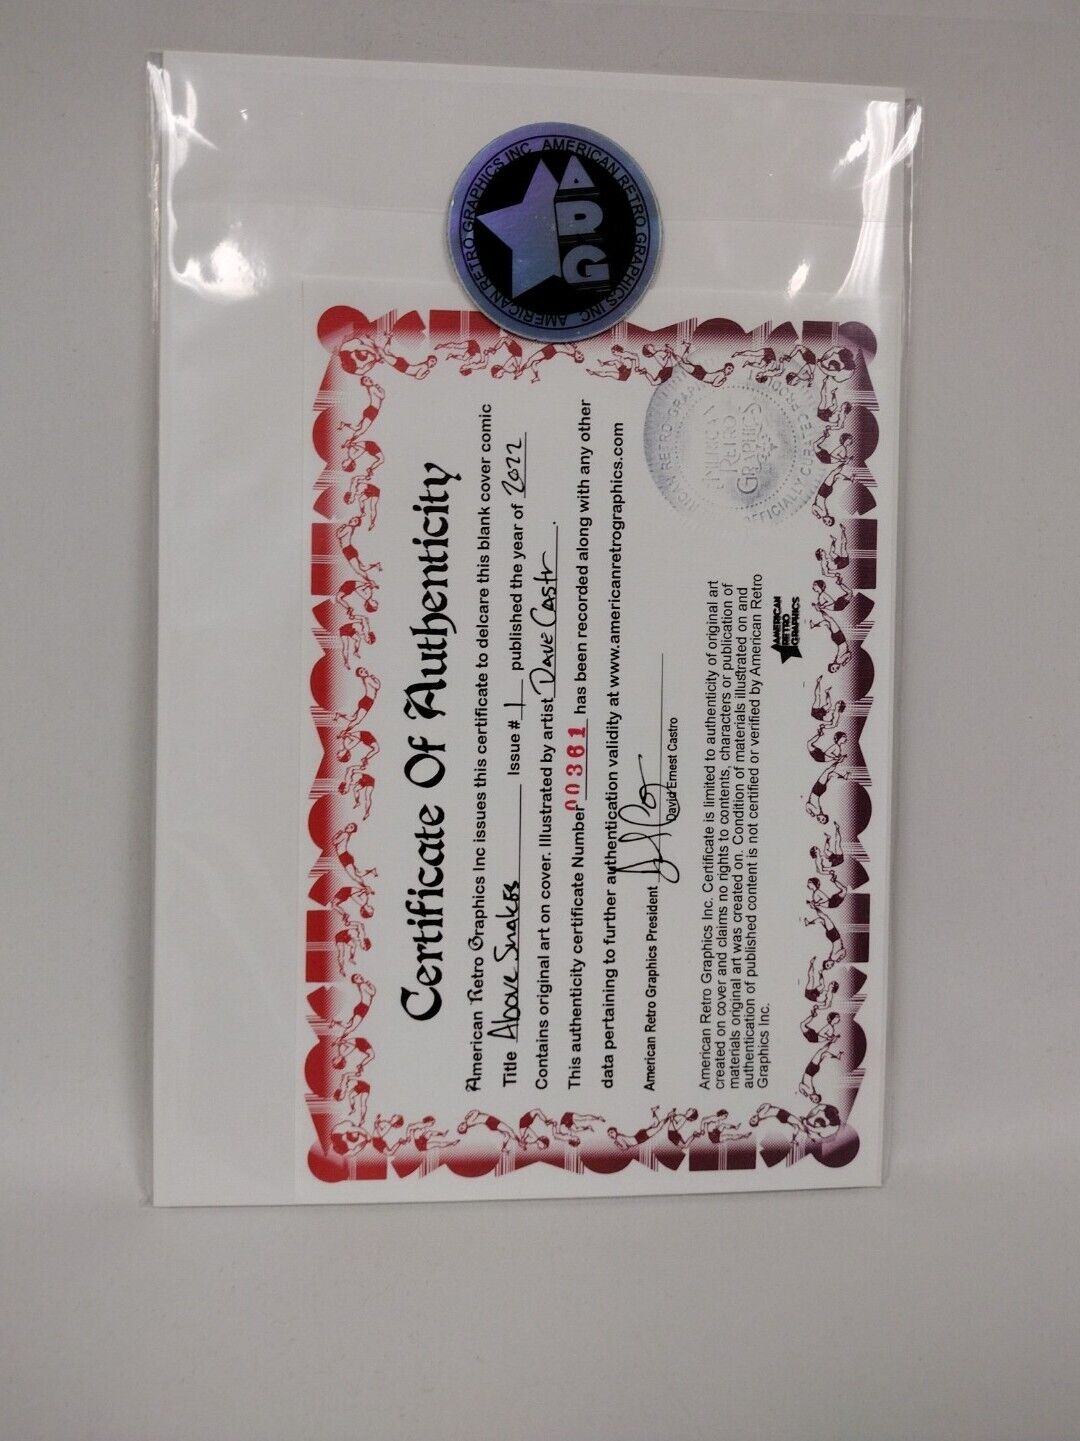 AMERICAN RETRO GRAPHICS INC. AMERICAN RETRO GRAPHICS INC.
ARG
Certificate Of Authenticity
American Retro Graphics Inc issues this certificate to delcare this blank cover comic
Title Above Snakes Issue # 1 published the year of 2022
Contains original art on cover. Illustrated by artist Dave Castr.
This authenticity certificate Number 00361 has been recorded along with any other
data pertaining to further authentication validity at www.americanretrographics.com
American Retro Graphics President
David Ernest Castro
American Retro Graphics Inc. Certificate is limited to authenticity of original art
created on cover and claims no rights to contents, characters or publication of
materials original art was created on. Condition of materials illustrated on and
authentication of published content is not certified or verified by American Retro
Graphics Inc.
AMERICAN
RETRO
GRAPHICS
AMERICAN
RETRO
GRAPHICS
OFFICIALLY CURATED